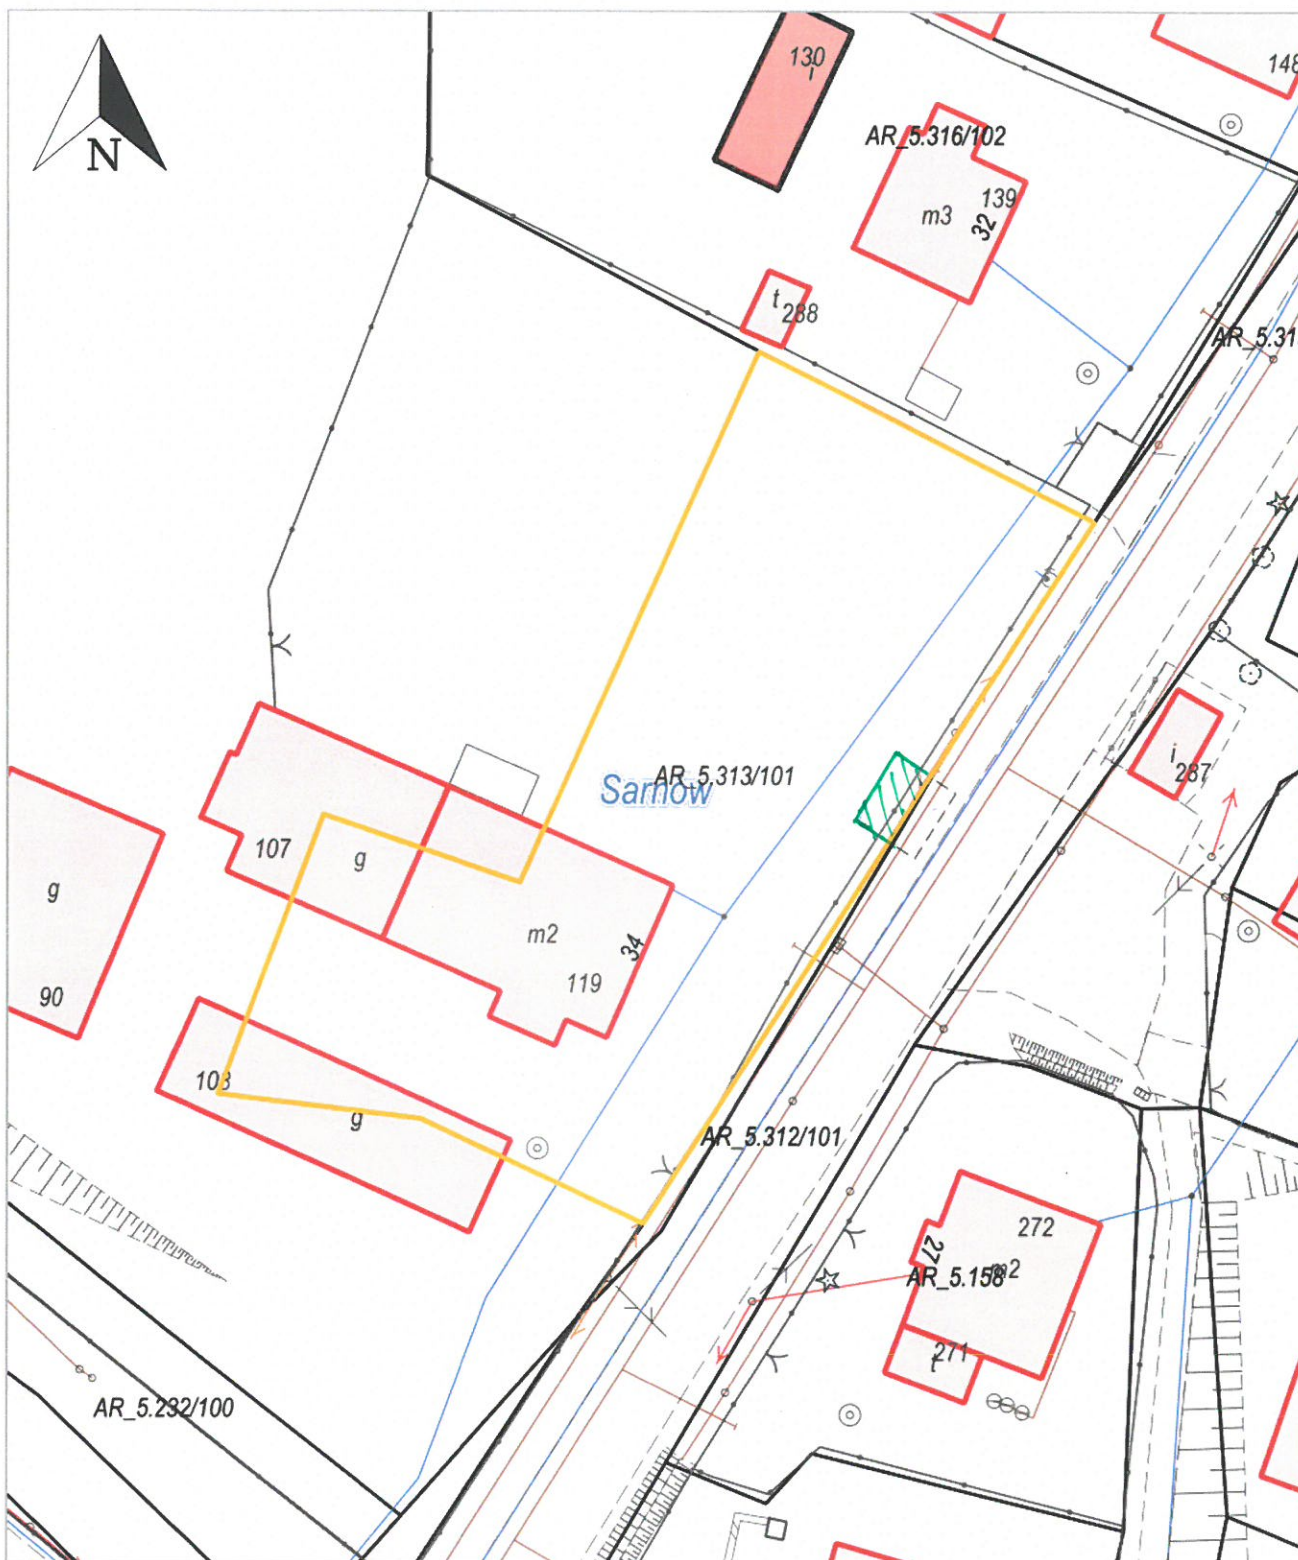 130
i
148
AR_5.316/102
139
m3
32
N
t
288
AR_5.31
AR_5.313/101
Sarnów
i
287
107
g
g
m2
34
119
90
103
g
AR_5.312/101
272
27
AR_5.158
m2
271
t
AR_5.232/100